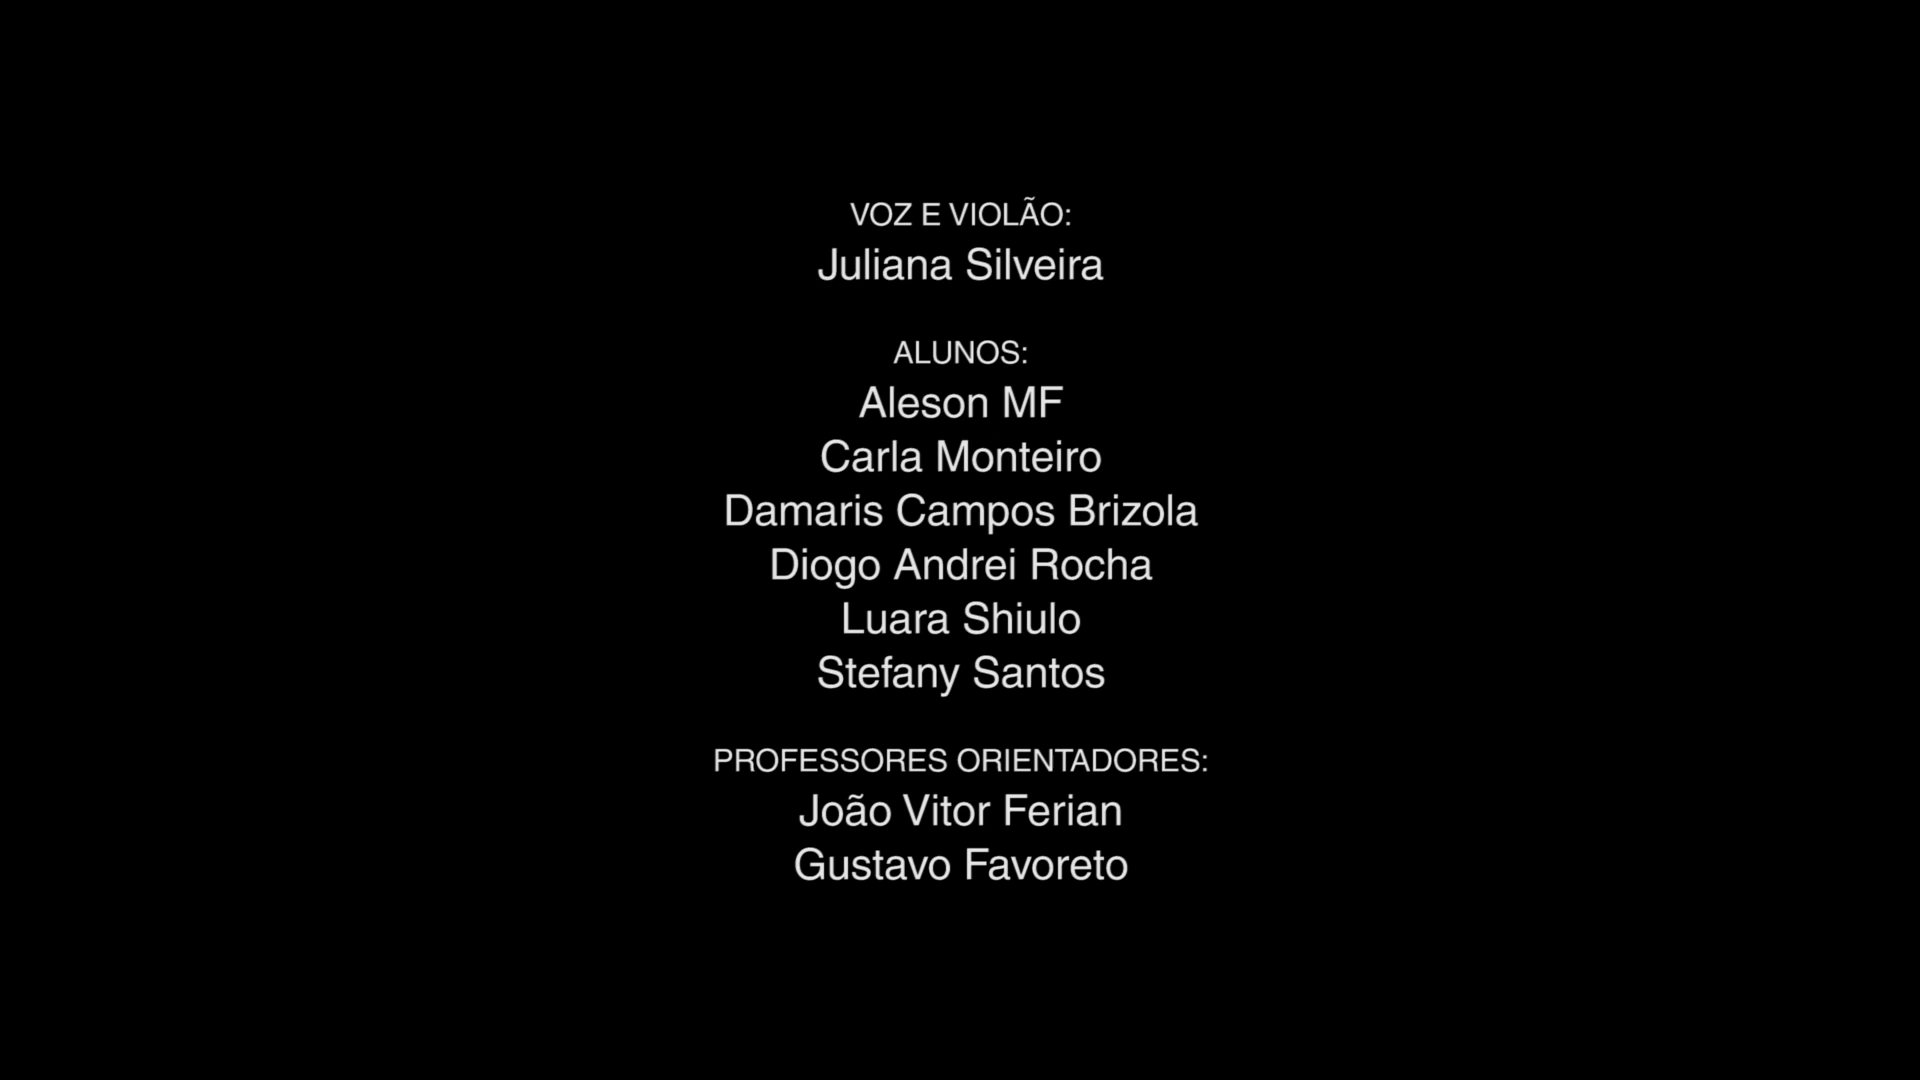 VOZ E VIOLÃO:
Juliana Silveira
ALUNOS:
Aleson MF
Carla Monteiro
Damaris Campos Brizola
Diogo Andrei Rocha
Luara Shiulo
Stefany Santos
PROFESSORES ORIENTADORES:
João Vitor Ferian
Gustavo Favoreto